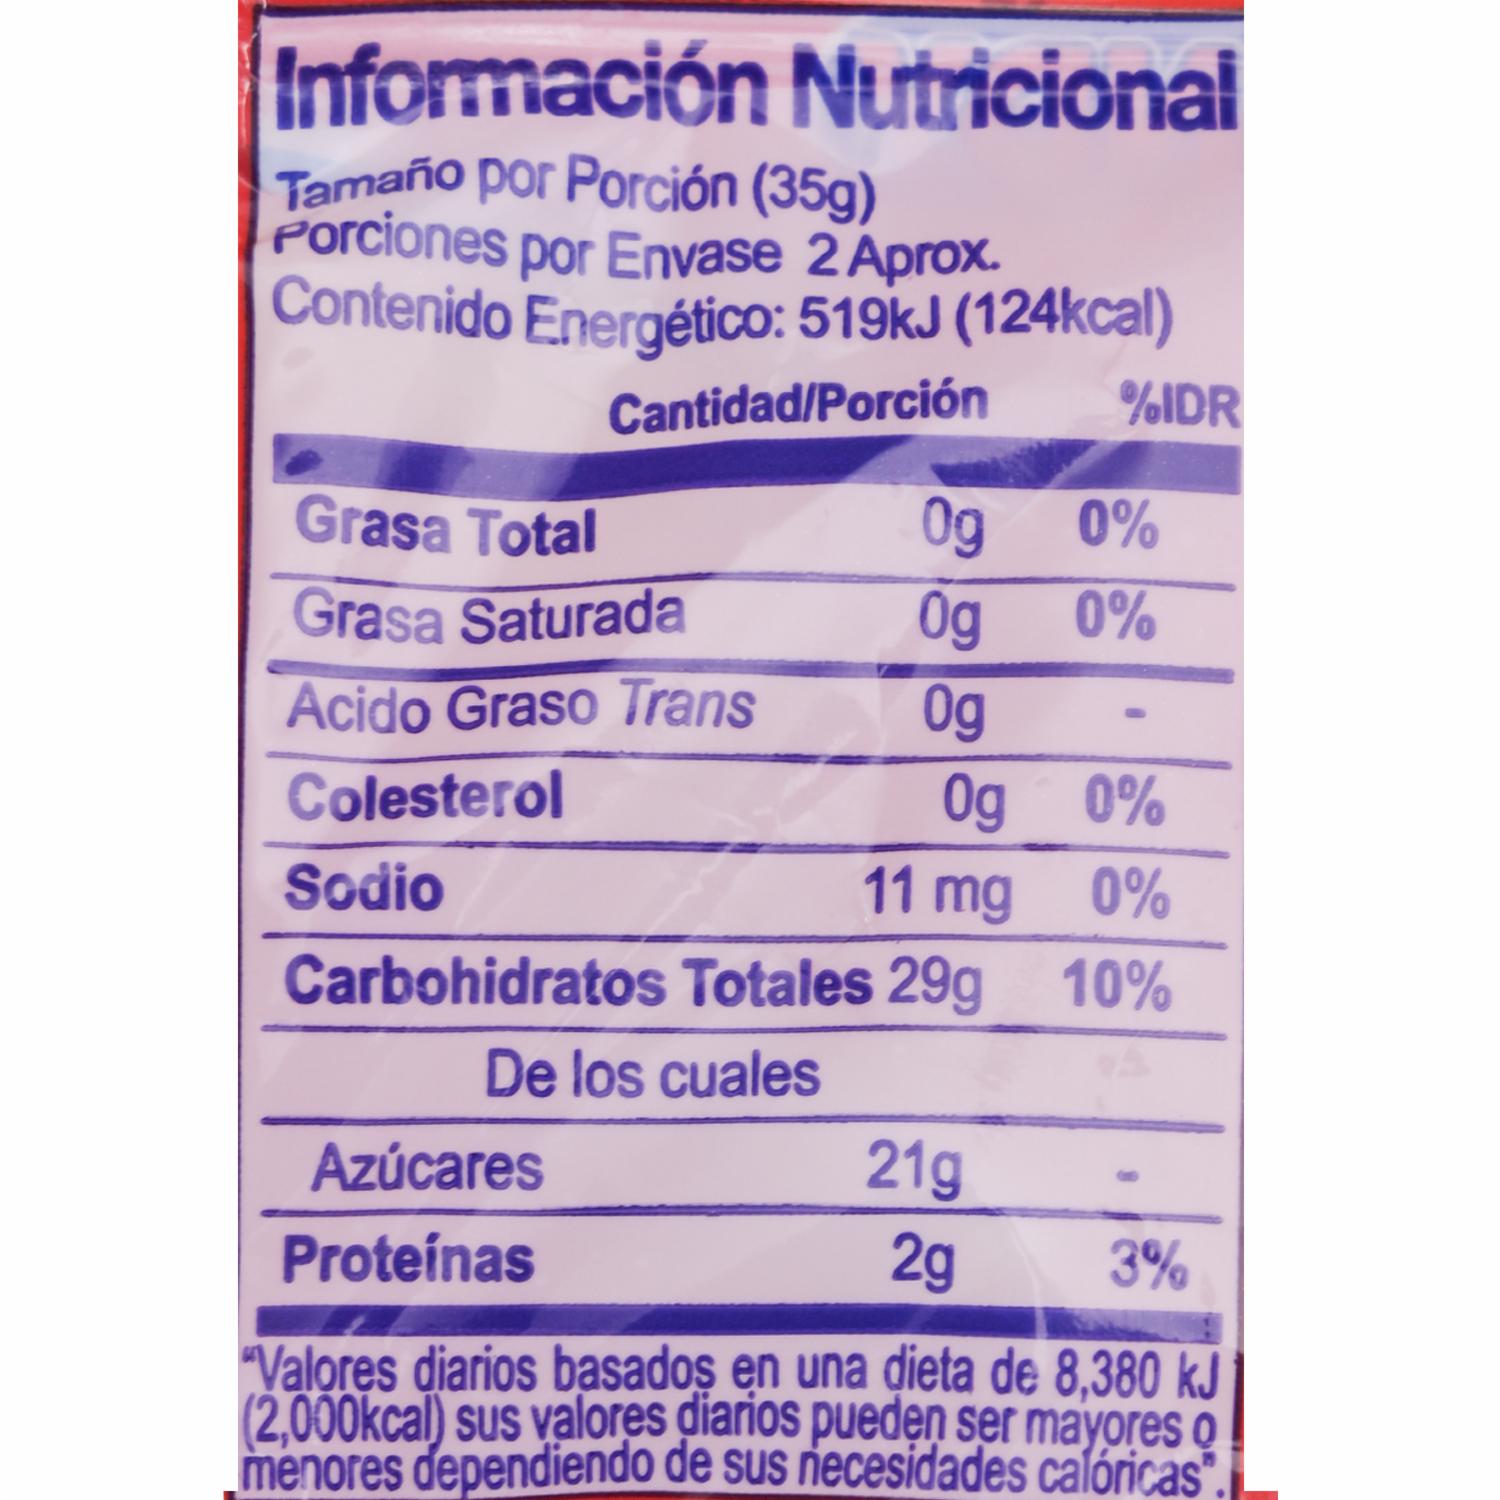 Información Nutricional
Tamaño por Porción (35g)
Porciones por Envase 2 Aprox.
Contenido Energético: 519kJ (124kcal)
Cantidad/Porción %IDR
Grasa Total 0g 0%
Grasa Saturada 0g 0%
Acido Graso Trans 0g -
Colesterol 0g 0%
Sodio 11 mg 0%
Carbohidratos Totales 29g 10%
De los cuales
Azúcares 21g -
Proteínas 2g 3%
“Valores diarios basados en una dieta de 8,380 kJ
(2,000kcal) sus valores diarios pueden ser mayores o
menores dependiendo de sus necesidades calóricas”.